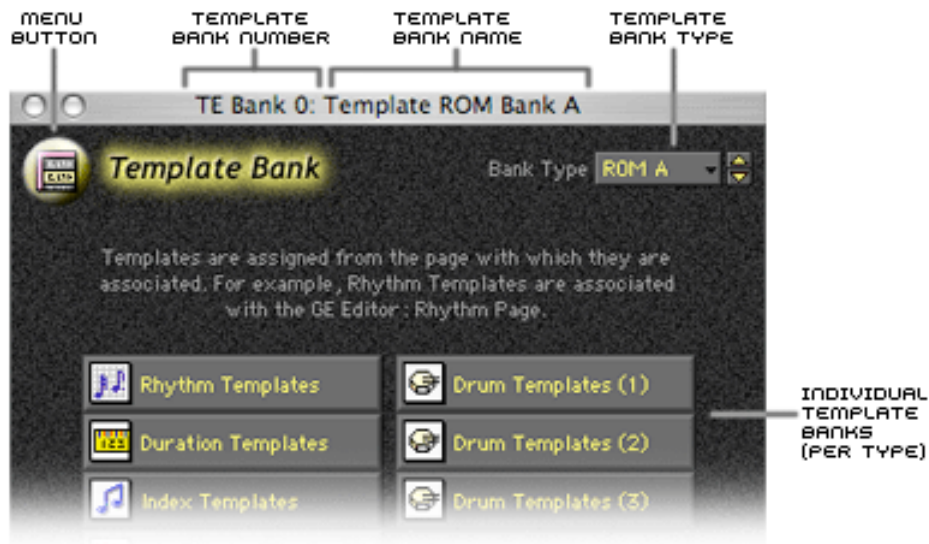 MENU
BUTTON
TEMPLATE
BANK NUMBER
TEMPLATE
BANK NAME
TEMPLATE
BANK TYPE
TE Bank 0: Template ROM Bank A
Template Bank
Bank Type ROM A
Templates are assigned from the page with which they are
associated. For example, Rhythm Templates are associated
with the GE Editor : Rhythm Page.
Rhythm Templates
Drum Templates (1)
Duration Templates
Drum Templates (2)
Index Templates
Drum Templates (3)
INDIVIDUAL
TEMPLATE
BANKS
(PER TYPE)